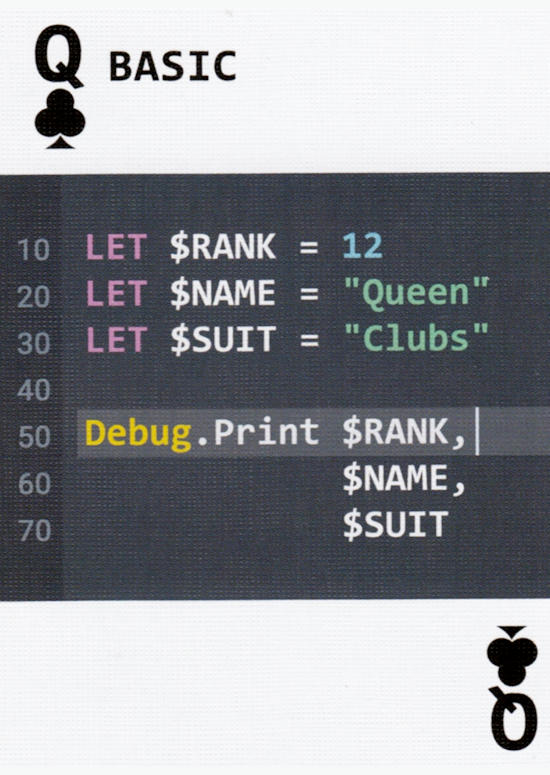 Q BASIC
10 LET $RANK = 12
20 LET $NAME = "Queen"
30 LET $SUIT = "Clubs"
40
50 Debug.Print $RANK,
60 $NAME,
70 $SUIT
Q